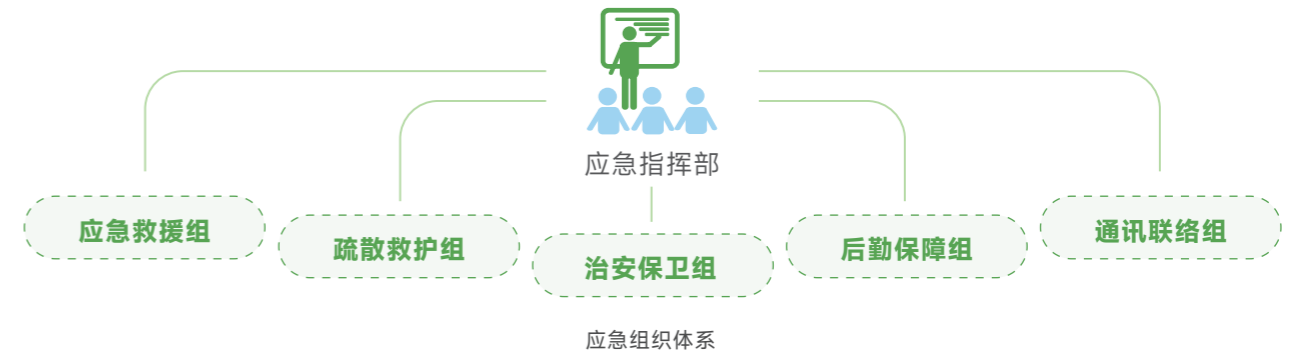 应急指挥部
应急救援组
疏散救护组
治安保卫组
后勤保障组
通讯联络组
应急组织体系